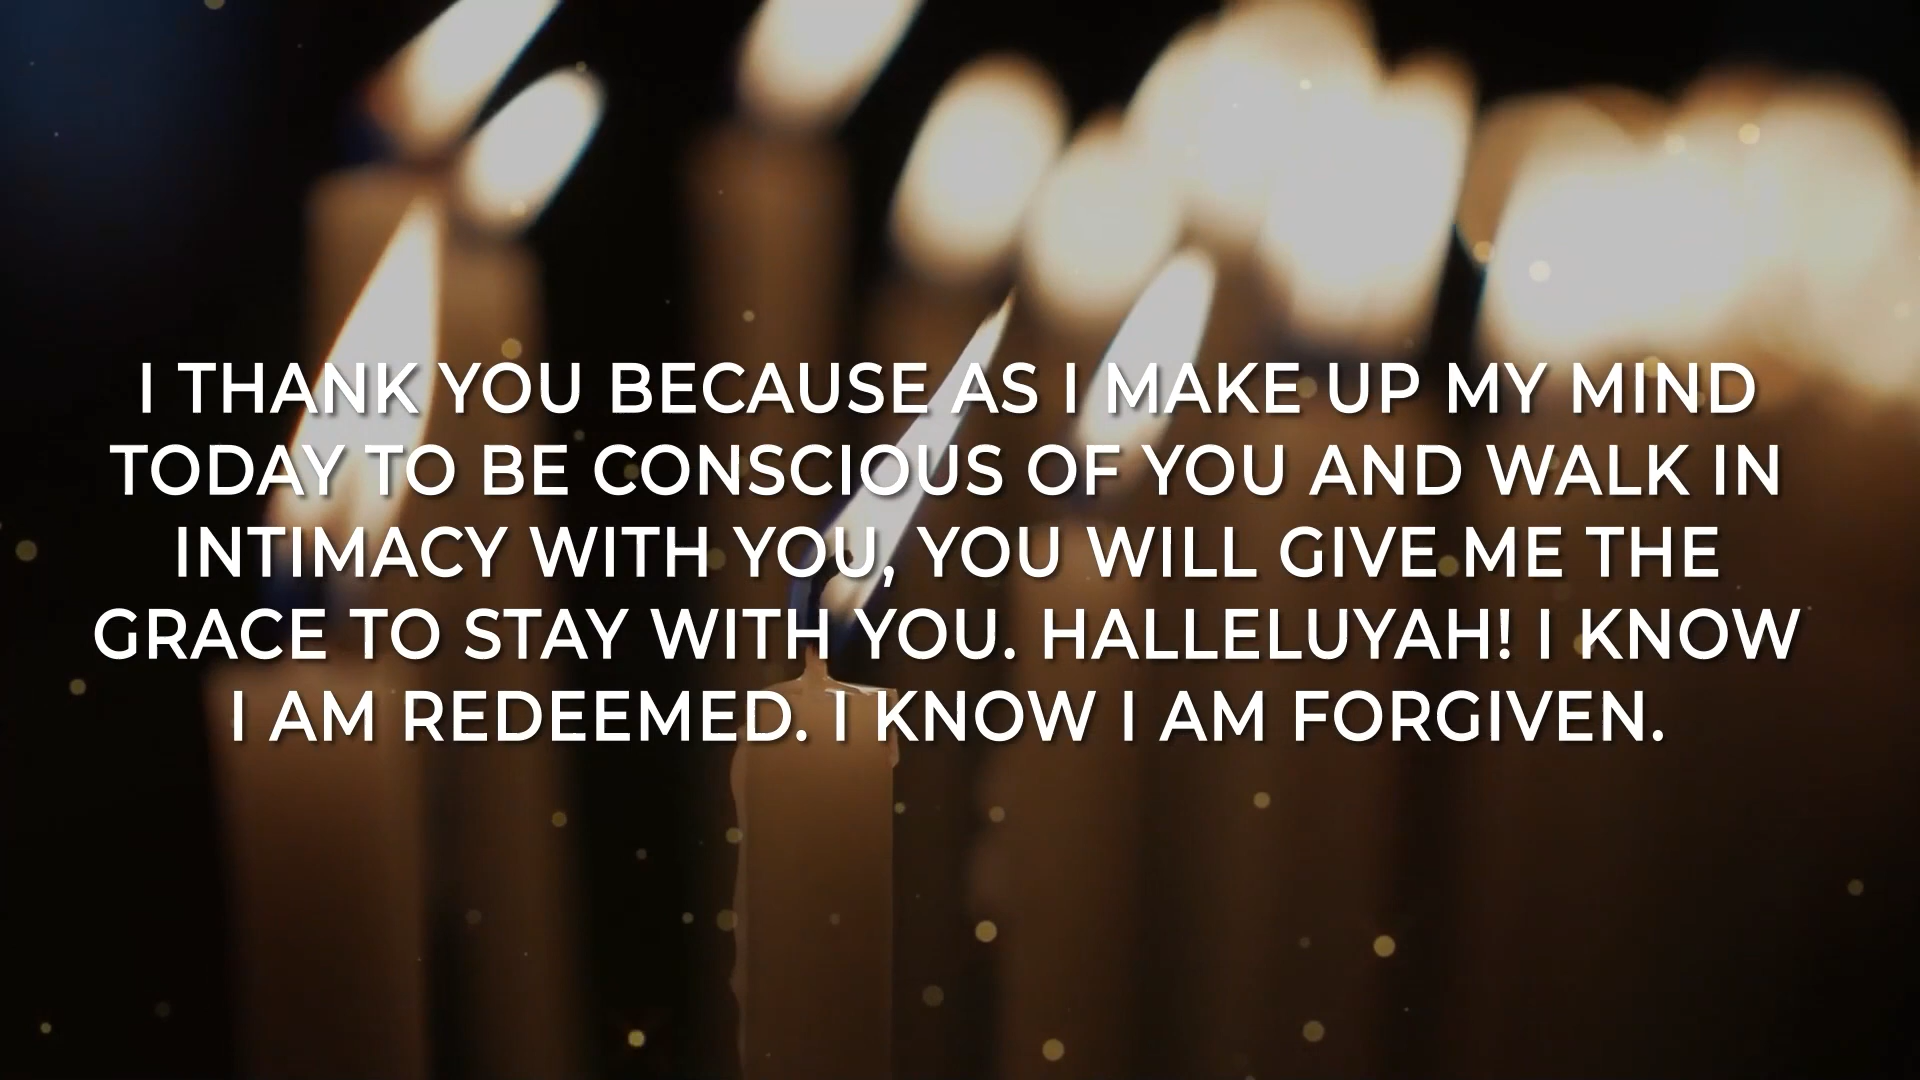 I THANK YOU BECAUSE AS I MAKE UP MY MIND
TODAY TO BE CONSCIOUS OF YOU AND WALK IN
INTIMACY WITH YOU, YOU WILL GIVE ME THE
GRACE TO STAY WITH YOU. HALLELUYAH! I KNOW
I AM REDEEMED. I KNOW I AM FORGIVEN.